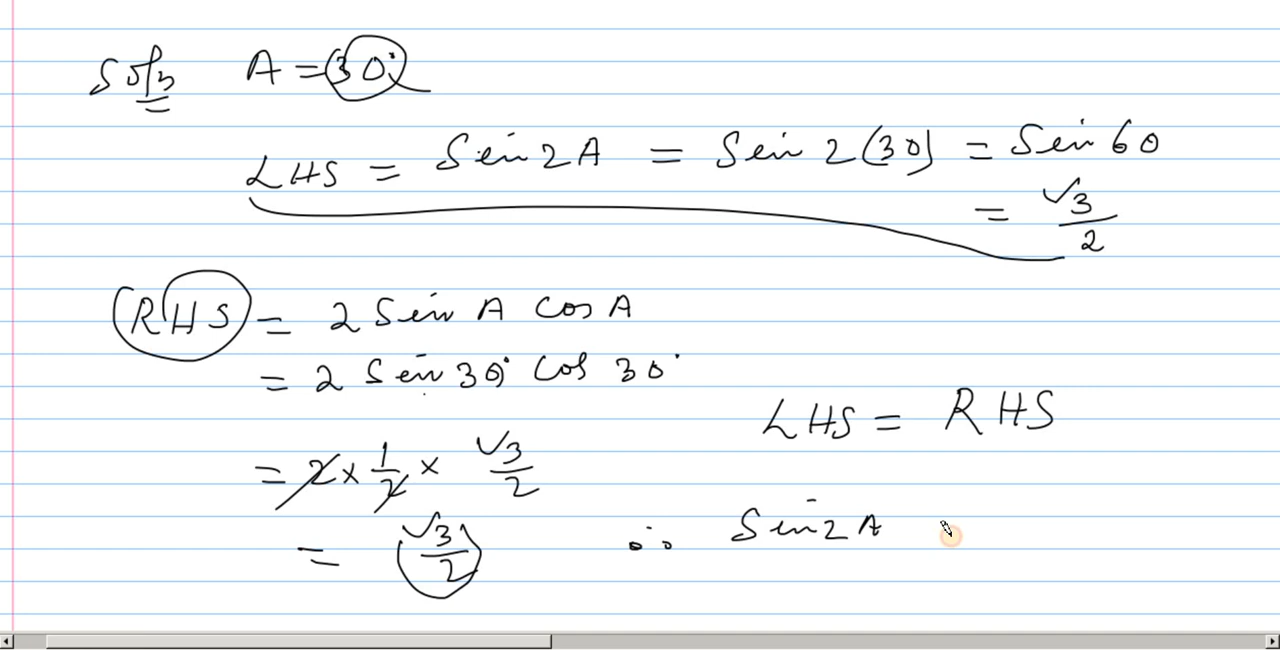 Soln A = 30°
LHS = Sin 2A = Sin 2(30) = Sin 60
= √3/2
RHS = 2 Sin A cos A
= 2 Sin 30° cos 30°
LHS = RHS
= 2 × 1/2 × √3/2
= √3/2
∴ Sin 2A